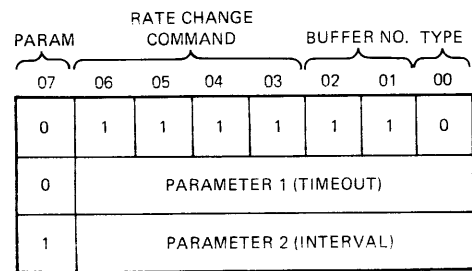 RATE CHANGE
PARAM COMMAND BUFFER NO. TYPE
07 06 05 04 03 02 01 00
0 1 1 1 1 1 1 0
0 PARAMETER 1 (TIMEOUT)
1 PARAMETER 2 (INTERVAL)